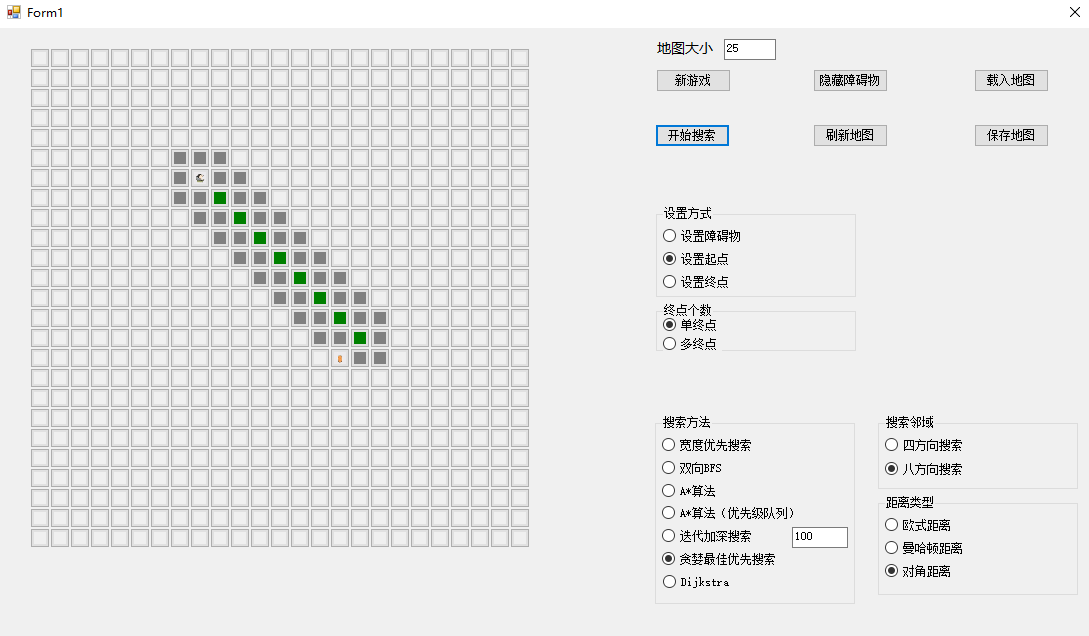 Form1
地图大小 25
新游戏 隐藏障碍物 载入地图
开始搜索 刷新地图 保存地图
设置方式
设置障碍物
设置起点
设置终点
终点个数
单终点
多终点
搜索方法
宽度优先搜索
双向BFS
A*算法
A*算法（优先级队列）
迭代加深搜索 100
贪婪最佳优先搜索
Dijkstra
搜索邻域
四方向搜索
八方向搜索
距离类型
欧式距离
曼哈顿距离
对角距离